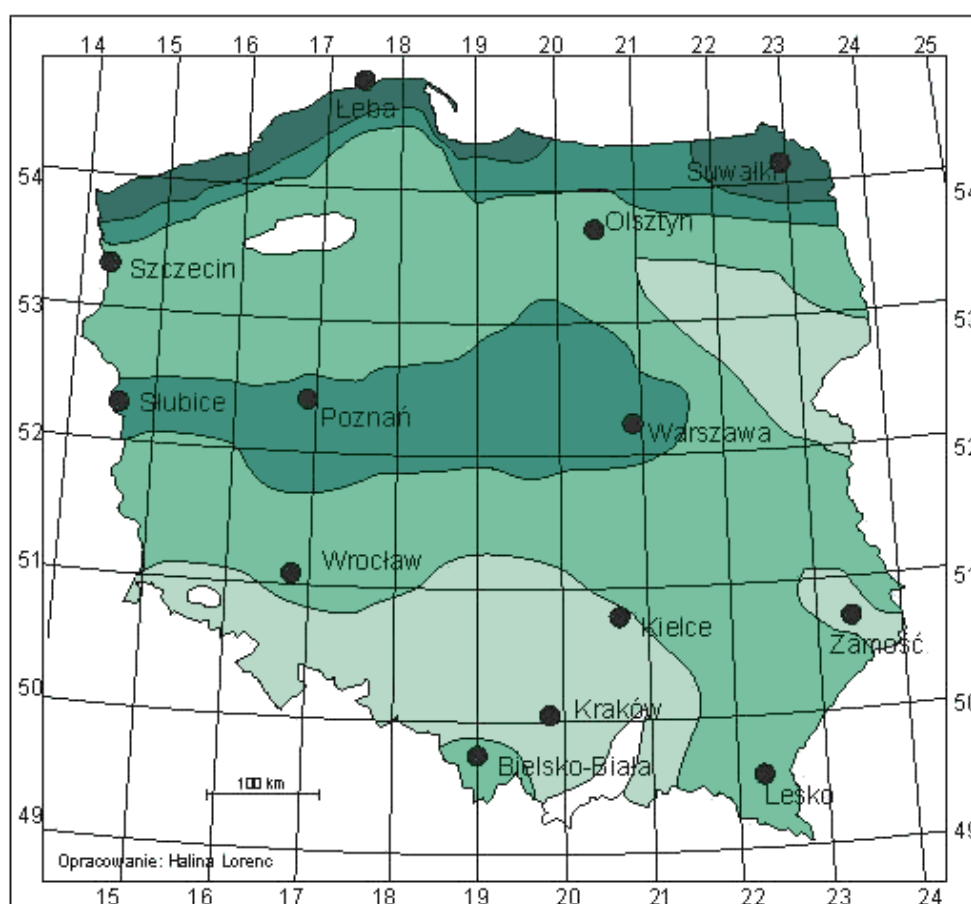 14 15 16 17 18 19 20 21 22 23 24 25
Łeba
54
Suwałki
54
Olsztyn
Szczecin
53
53
Słubice
Poznań
Warszawa
52
52
Wrocław
51
51
Kielce
Zamość
50
50
Kraków
Bielsko-Biała
100 km
Lesko
49
49
Opracowanie: Halina Lorenc
15 16 17 18 19 20 21 22 23 24